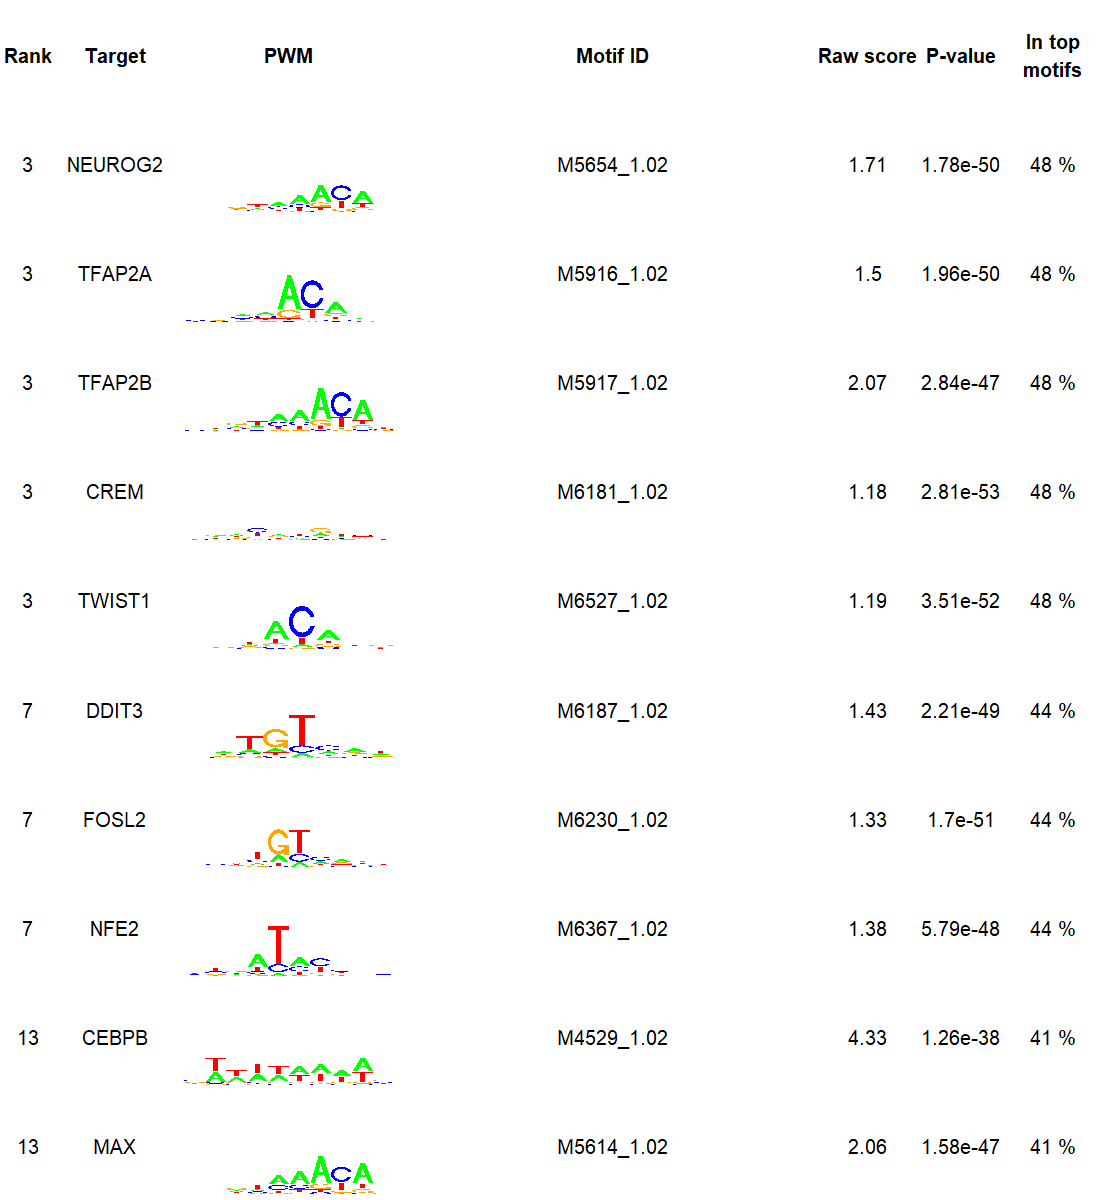 Rank Target PWM Motif ID Raw score P-value In top motifs
3 NEUROG2 M5654_1.02 1.71 1.78e-50 48 %
3 TFAP2A M5916_1.02 1.5 1.96e-50 48 %
3 TFAP2B M5917_1.02 2.07 2.84e-47 48 %
3 CREM M6181_1.02 1.18 2.81e-53 48 %
3 TWIST1 M6527_1.02 1.19 3.51e-52 48 %
7 DDIT3 M6187_1.02 1.43 2.21e-49 44 %
7 FOSL2 M6230_1.02 1.33 1.7e-51 44 %
7 NFE2 M6367_1.02 1.38 5.79e-48 44 %
13 CEBPB M4529_1.02 4.33 1.26e-38 41 %
13 MAX M5614_1.02 2.06 1.58e-47 41 %